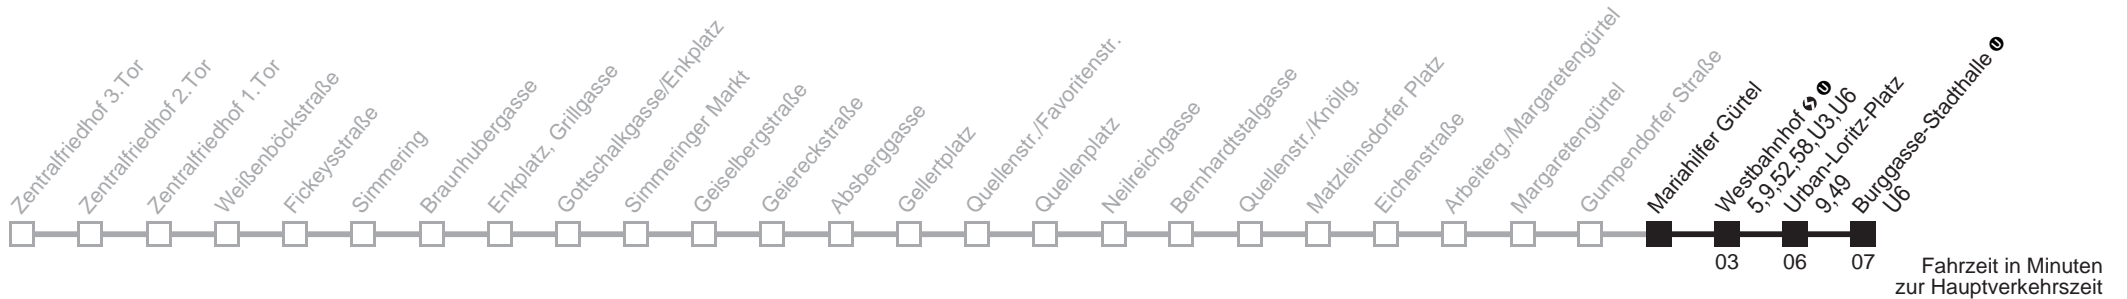 Zentralfriedhof 3.Tor
Zentralfriedhof 2.Tor
Zentralfriedhof 1.Tor
Weißenböckstraße
Fickeysstraße
Simmering
Braunhubergasse
Enkplatz, Grillgasse
Gottschalkgasse/Enkplatz
Simmeringer Markt
Geiselbergstraße
Geiereckstraße
Absberggasse
Gellertplatz
Quellenstr./Favoritenstr.
Quellenplatz
Neilreichgasse
Bernhardtstalgasse
Quellenstr./Knöllg.
Matzleinsdorfer Platz
Eichenstraße
Arbeiterg./Margaretengürtel
Margaretengürtel
Gumpendorfer Straße
Mariahilfer Gürtel
Westbahnhof S U
5,9,52,58,U3,U6
Urban-Loritz-Platz
9,49
Burggasse-Stadthalle U
U6
03 06 07
Fahrzeit in Minuten
zur Hauptverkehrszeit